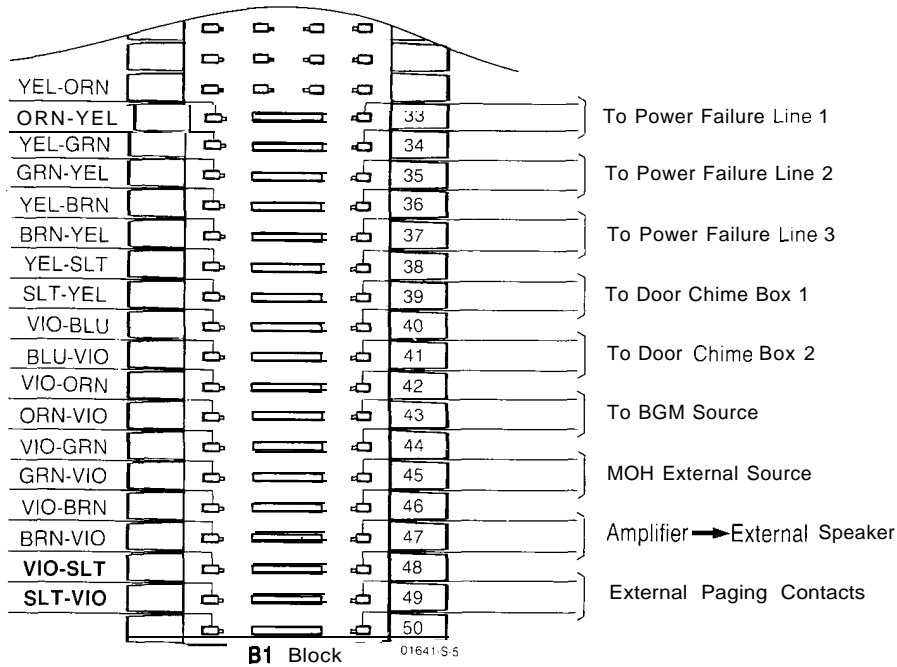 YEL-ORN
ORN-YEL 33 To Power Failure Line 1
YEL-GRN 34
GRN-YEL 35 To Power Failure Line 2
YEL-BRN 36
BRN-YEL 37 To Power Failure Line 3
YEL-SLT 38
SLT-YEL 39 To Door Chime Box 1
VIO-BLU 40
BLU-VIO 41 To Door Chime Box 2
VIO-ORN 42
ORN-VIO 43 To BGM Source
VIO-GRN 44
GRN-VIO 45 MOH External Source
VIO-BRN 46
BRN-VIO 47 Amplifier → External Speaker
VIO-SLT 48
SLT-VIO 49 External Paging Contacts
50
B1 Block 01641-S-5